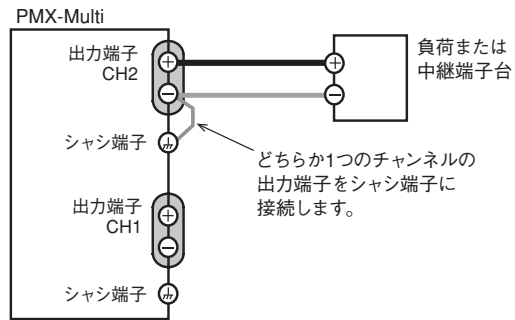 PMX-Multi
出力端子
CH2
負荷または
中継端子台
シャシ端子
どちらか1つのチャンネルの
出力端子をシャシ端子に
接続します。
出力端子
CH1
シャシ端子